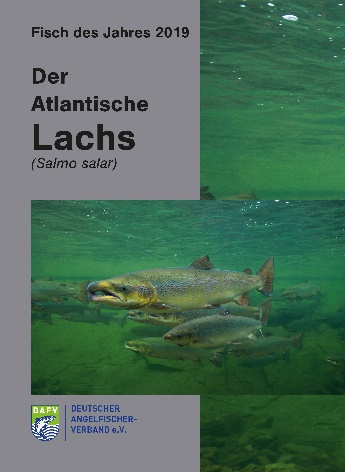 Fisch des Jahres 2019
Der
Atlantische
Lachs
(Salmo salar)
DAFV
DEUTSCHER
ANGELFISCHER-
VERBAND e.V.